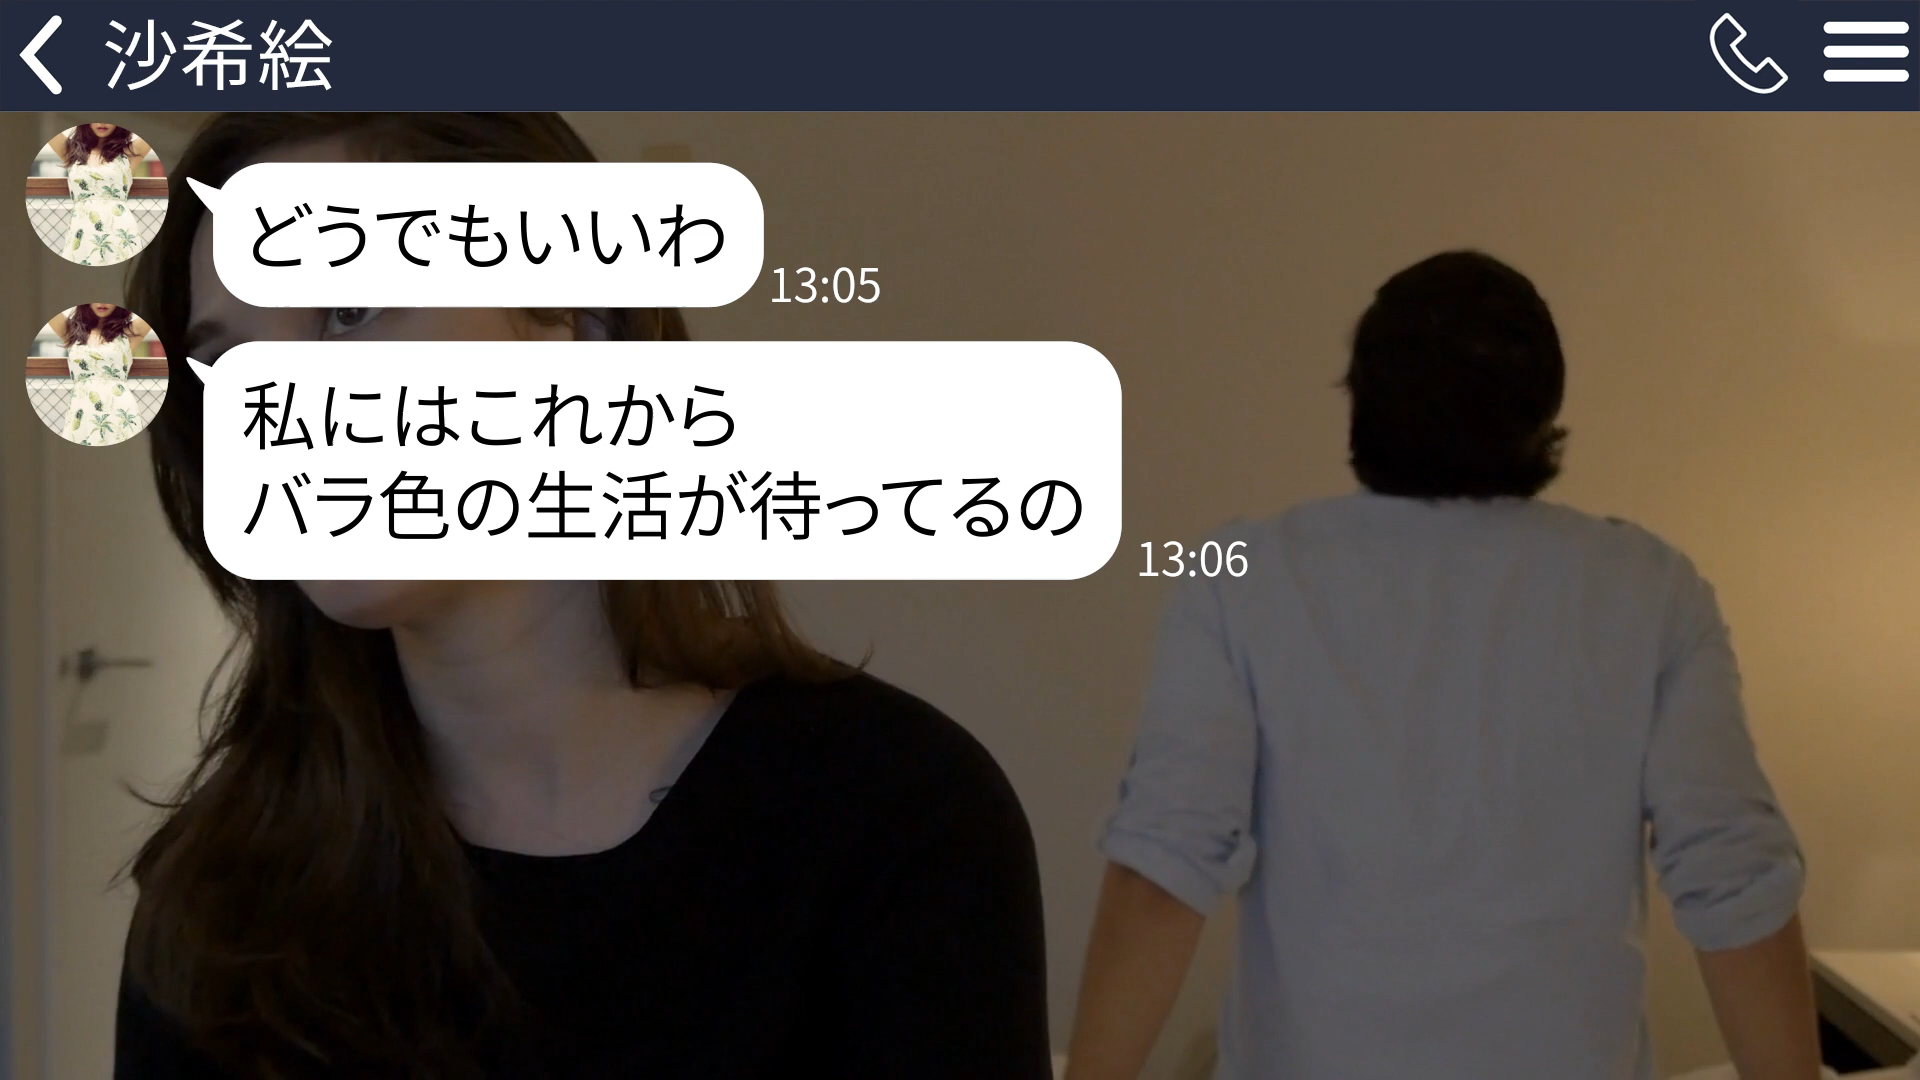 沙希絵
どうでもいいわ
13:05
私にはこれから
バラ色の生活が待ってるの
13:06